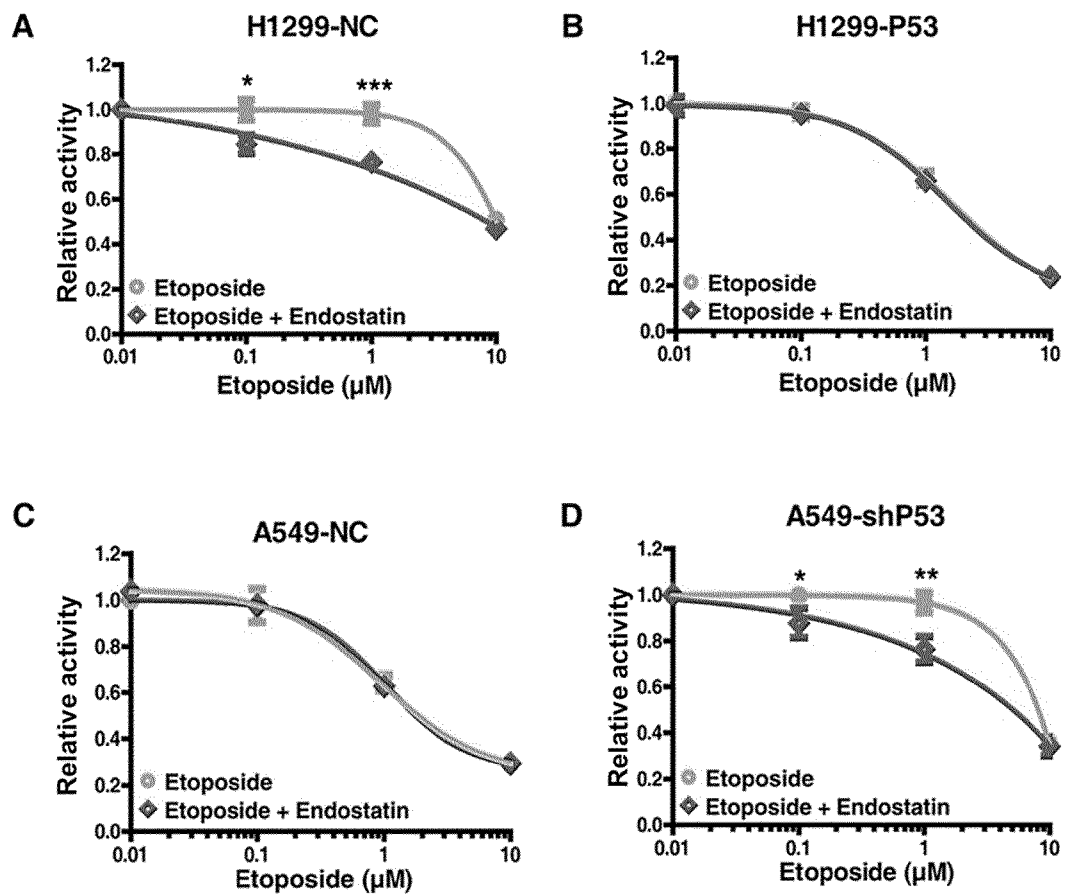 A
H1299-NC
* ***
Relative activity
1.2
1.0
0.8
0.6
0.4
0.2
0.0
Etoposide
Etoposide + Endostatin
0.01 0.1 1 10
Etoposide (µM)
B
H1299-P53
Relative activity
1.2
1.0
0.8
0.6
0.4
0.2
0.0
Etoposide
Etoposide + Endostatin
0.01 0.1 1 10
Etoposide (µM)
C
A549-NC
Relative activity
1.2
1.0
0.8
0.6
0.4
0.2
0.0
Etoposide
Etoposide + Endostatin
0.01 0.1 1 10
Etoposide (µM)
D
A549-shP53
* **
Relative activity
1.2
1.0
0.8
0.6
0.4
0.2
0.0
Etoposide
Etoposide + Endostatin
0.01 0.1 1 10
Etoposide (µM)